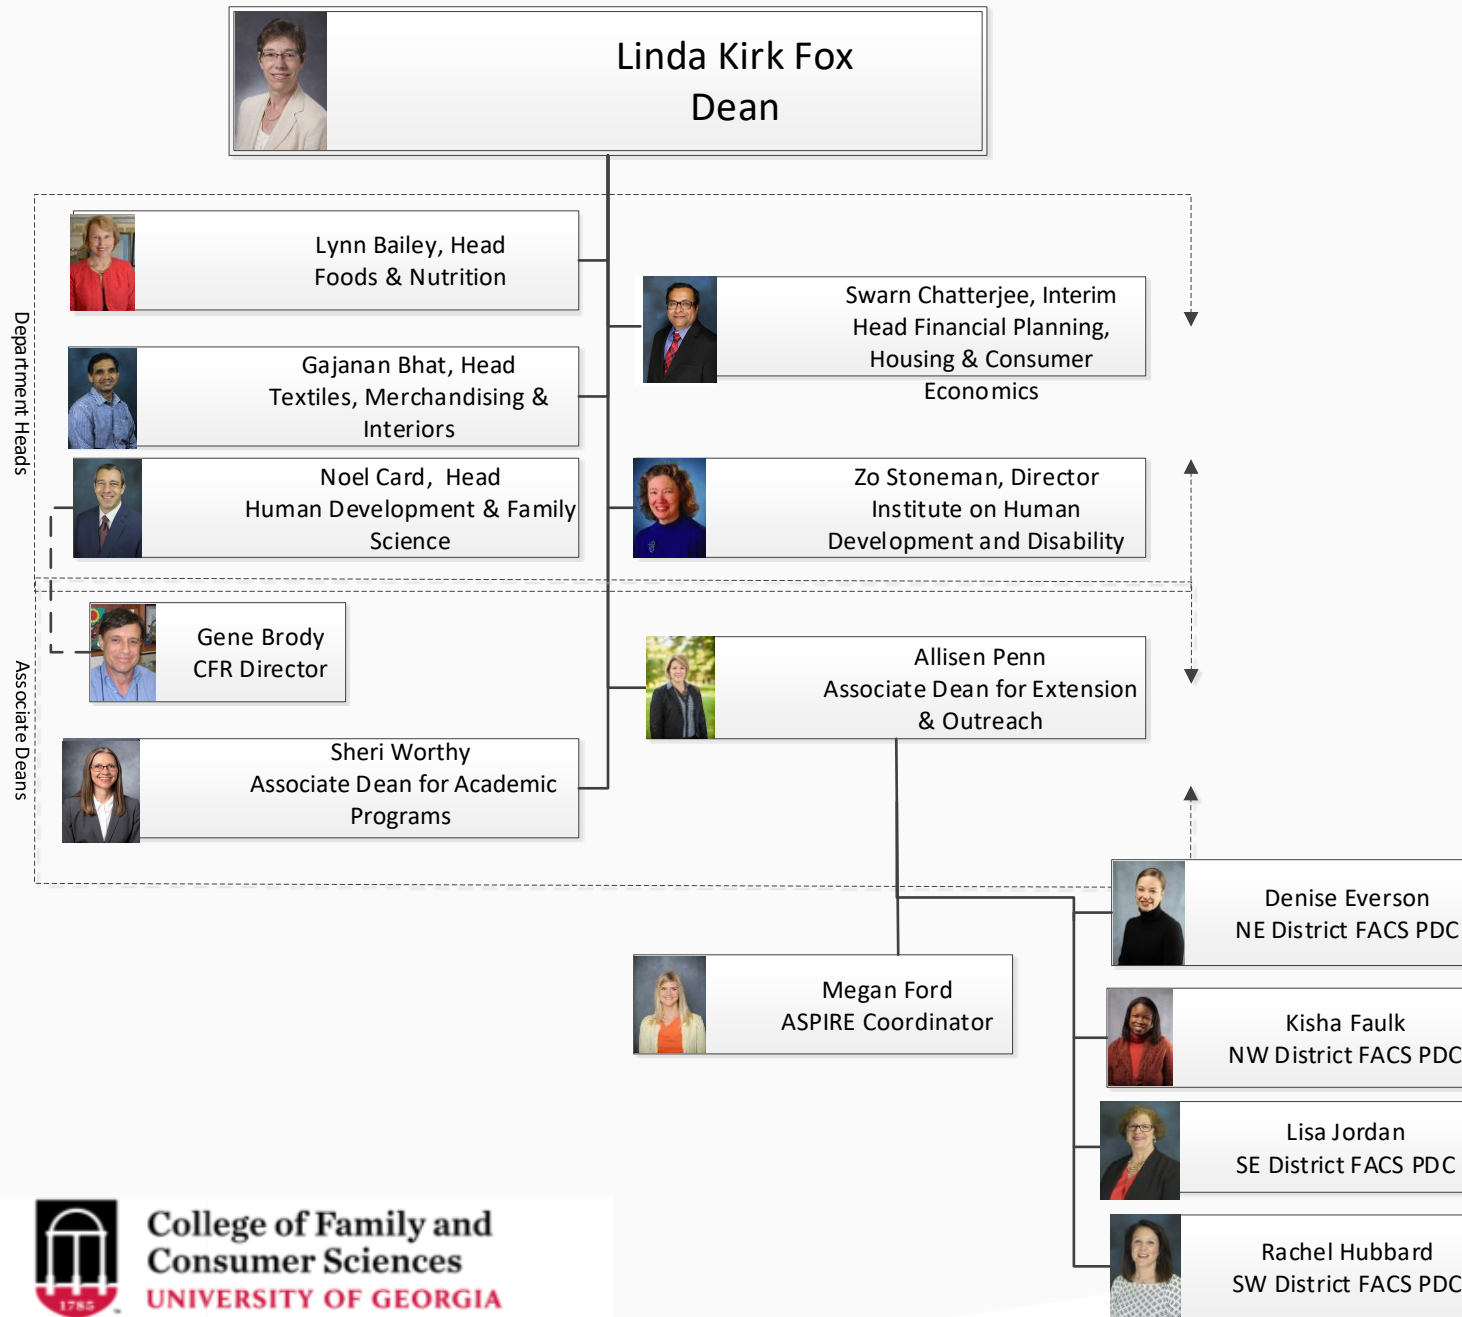 Linda Kirk Fox
Dean
Department Heads
Lynn Bailey, Head
Foods & Nutrition
Swarn Chatterjee, Interim
Head Financial Planning,
Housing & Consumer
Economics
Gajanan Bhat, Head
Textiles, Merchandising &
Interiors
Noel Card, Head
Human Development & Family
Science
Zo Stoneman, Director
Institute on Human
Development and Disability
Associate Deans
Gene Brody
CFR Director
Allisen Penn
Associate Dean for Extension
& Outreach
Sheri Worthy
Associate Dean for Academic
Programs
Denise Everson
NE District FACS PDC
Megan Ford
ASPIRE Coordinator
Kisha Faulk
NW District FACS PDC
Lisa Jordan
SE District FACS PDC
Rachel Hubbard
SW District FACS PDC
College of Family and
Consumer Sciences
UNIVERSITY OF GEORGIA
1785